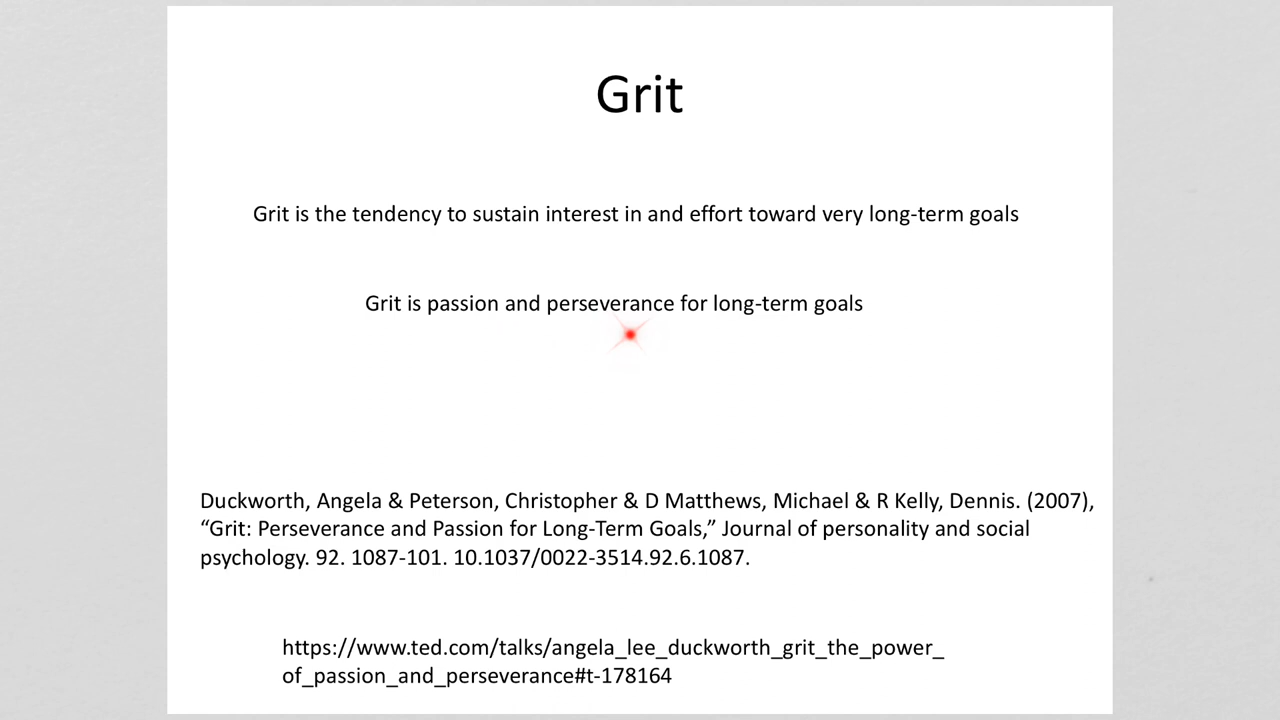 Grit
Grit is the tendency to sustain interest in and effort toward very long-term goals
Grit is passion and perseverance for long-term goals
Duckworth, Angela & Peterson, Christopher & D Matthews, Michael & R Kelly, Dennis. (2007),
“Grit: Perseverance and Passion for Long-Term Goals,” Journal of personality and social
psychology. 92. 1087-101. 10.1037/0022-3514.92.6.1087.
https://www.ted.com/talks/angela_lee_duckworth_grit_the_power_
of_passion_and_perseverance#t-178164